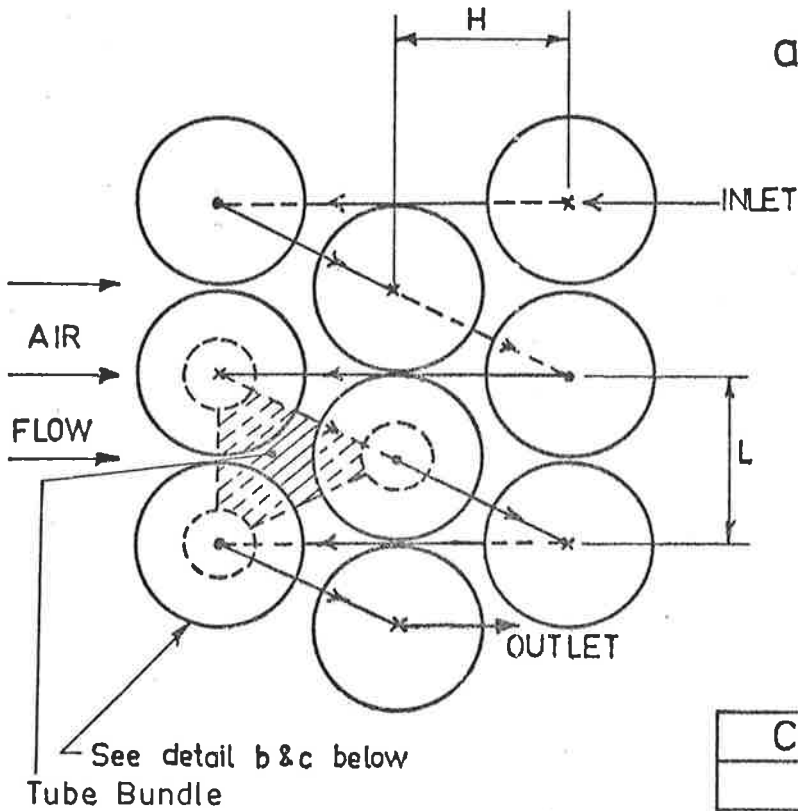 H
a
INLET
AIR
FLOW
L
OUTLET
C
See detail b & c below
Tube Bundle